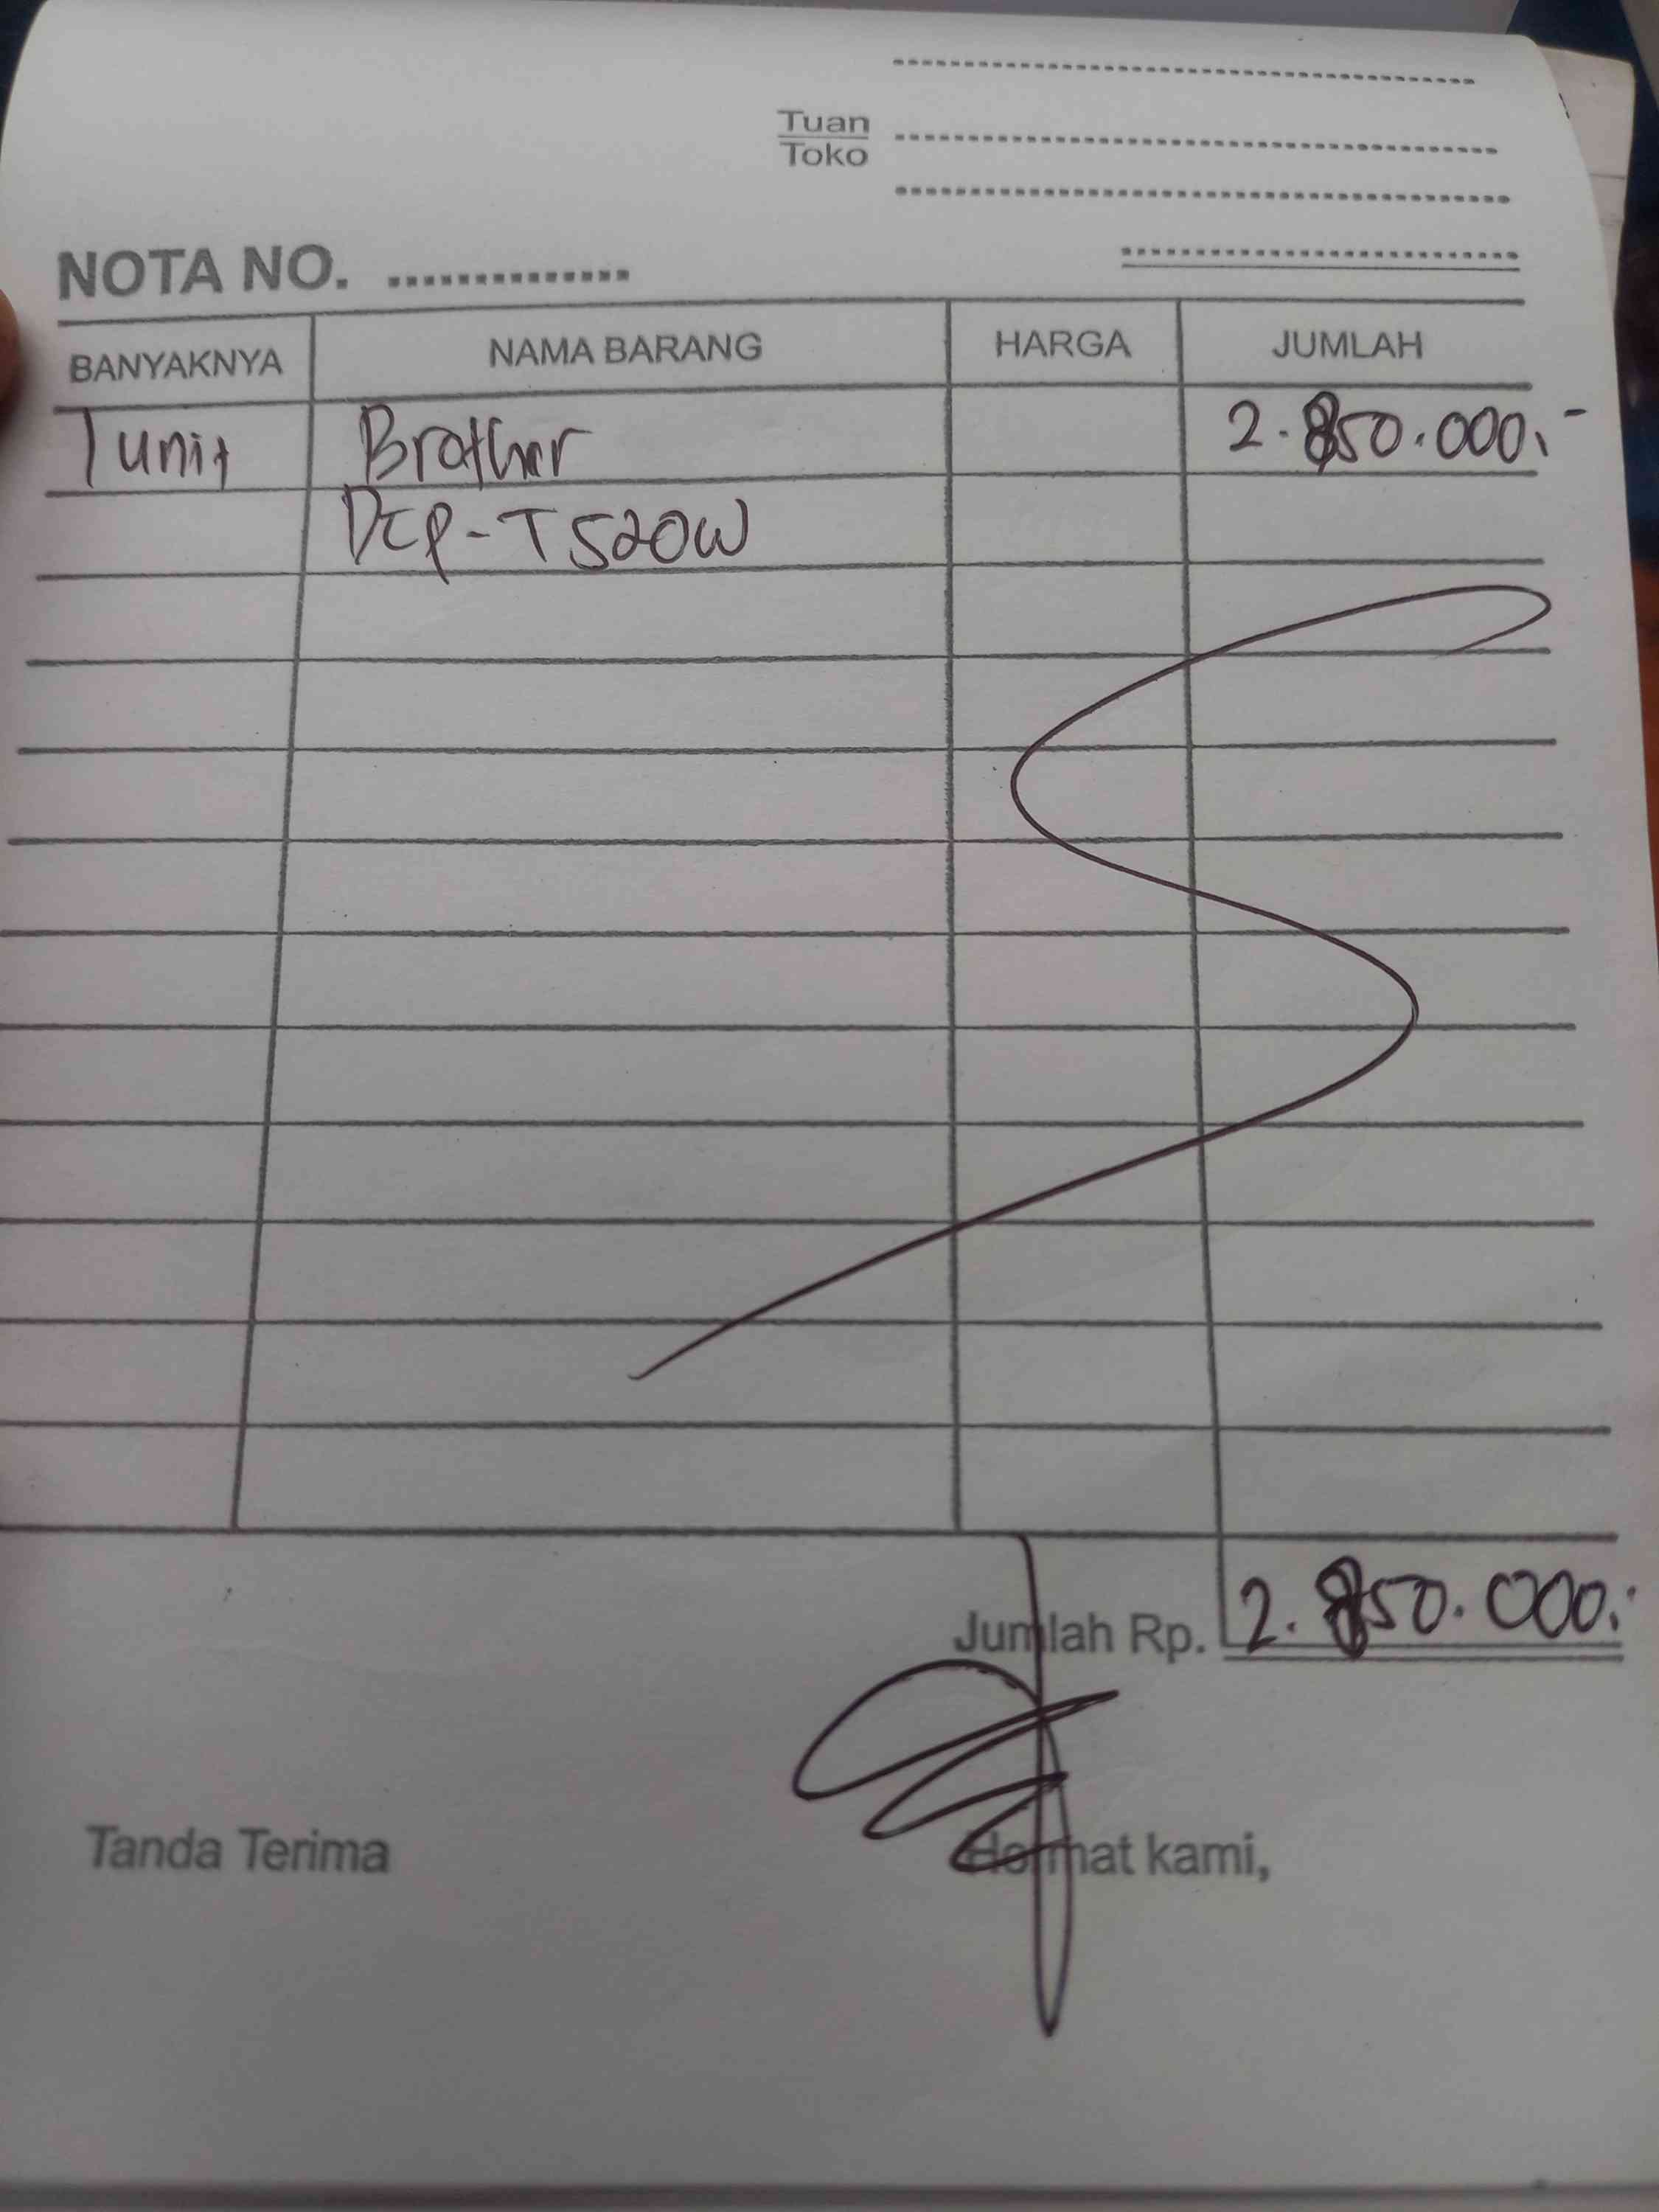 Tuan
Toko
NOTA NO. ..............
BANYAKNYA NAMA BARANG HARGA JUMLAH
1 unit Brother 2.850.000,-
DCP-T520W
Jumlah Rp. 2.850.000,-
Tanda Terima Hormat kami,